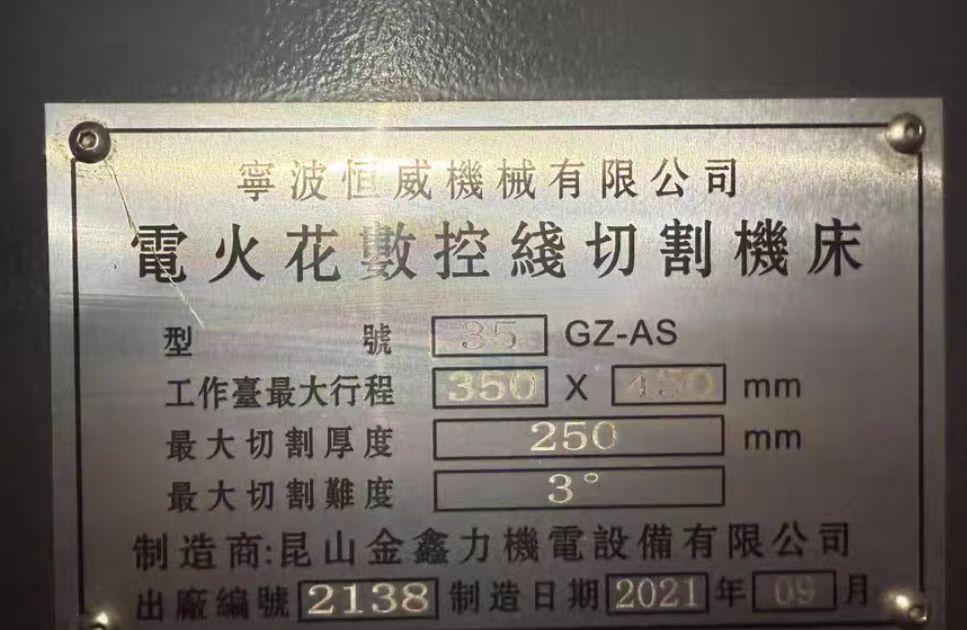 寧波恒威機械有限公司
電火花數控綫切割機床
型號 35 GZ-AS
工作臺最大行程 350 X 450 mm
最大切割厚度 250 mm
最大切割難度 3°
制造商:昆山金鑫力機電設備有限公司
出廠編號 2138 制造日期 2021 年 09 月